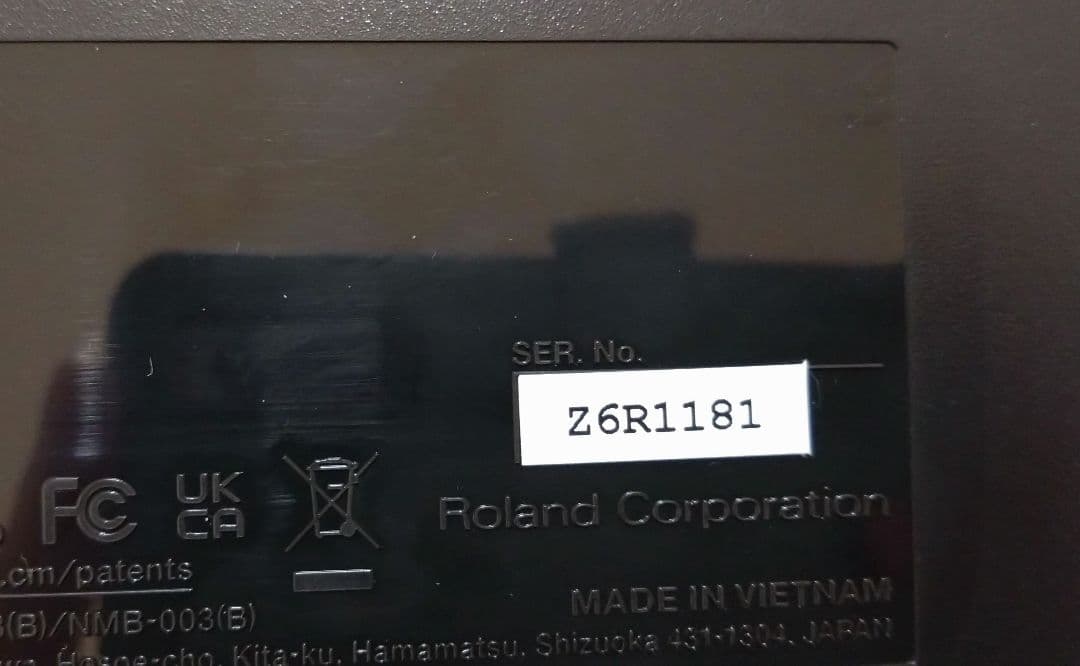 SER. No.
Z6R1181
FC
UK
CA
Roland Corporation
.cm/patents
MADE IN VIETNAM
(B)/NMB-003(B)
Hosoe-cho, Kita-ku, Hamamatsu, Shizuoka 431-1304, JAPAN